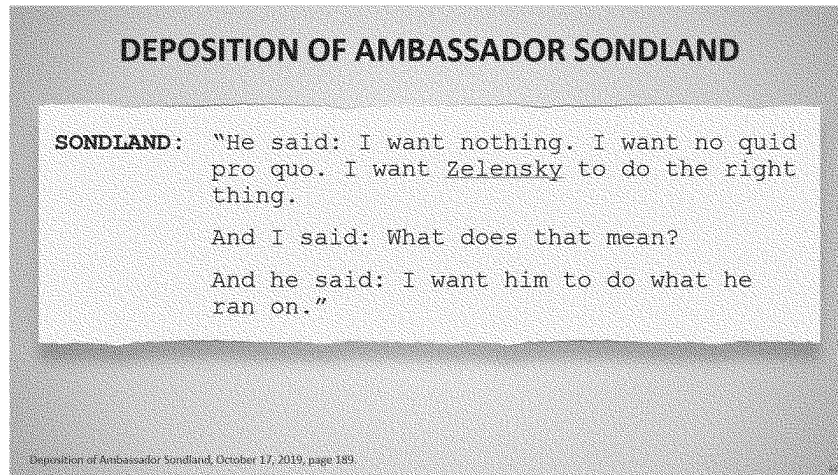 DEPOSITION OF AMBASSADOR SONDLAND
SONDLAND: “He said: I want nothing. I want no quid
pro quo. I want Zelensky to do the right
thing.
And I said: What does that mean?
And he said: I want him to do what he
ran on.”
Deposition of Ambassador Sondland, October 17, 2019, page 189.